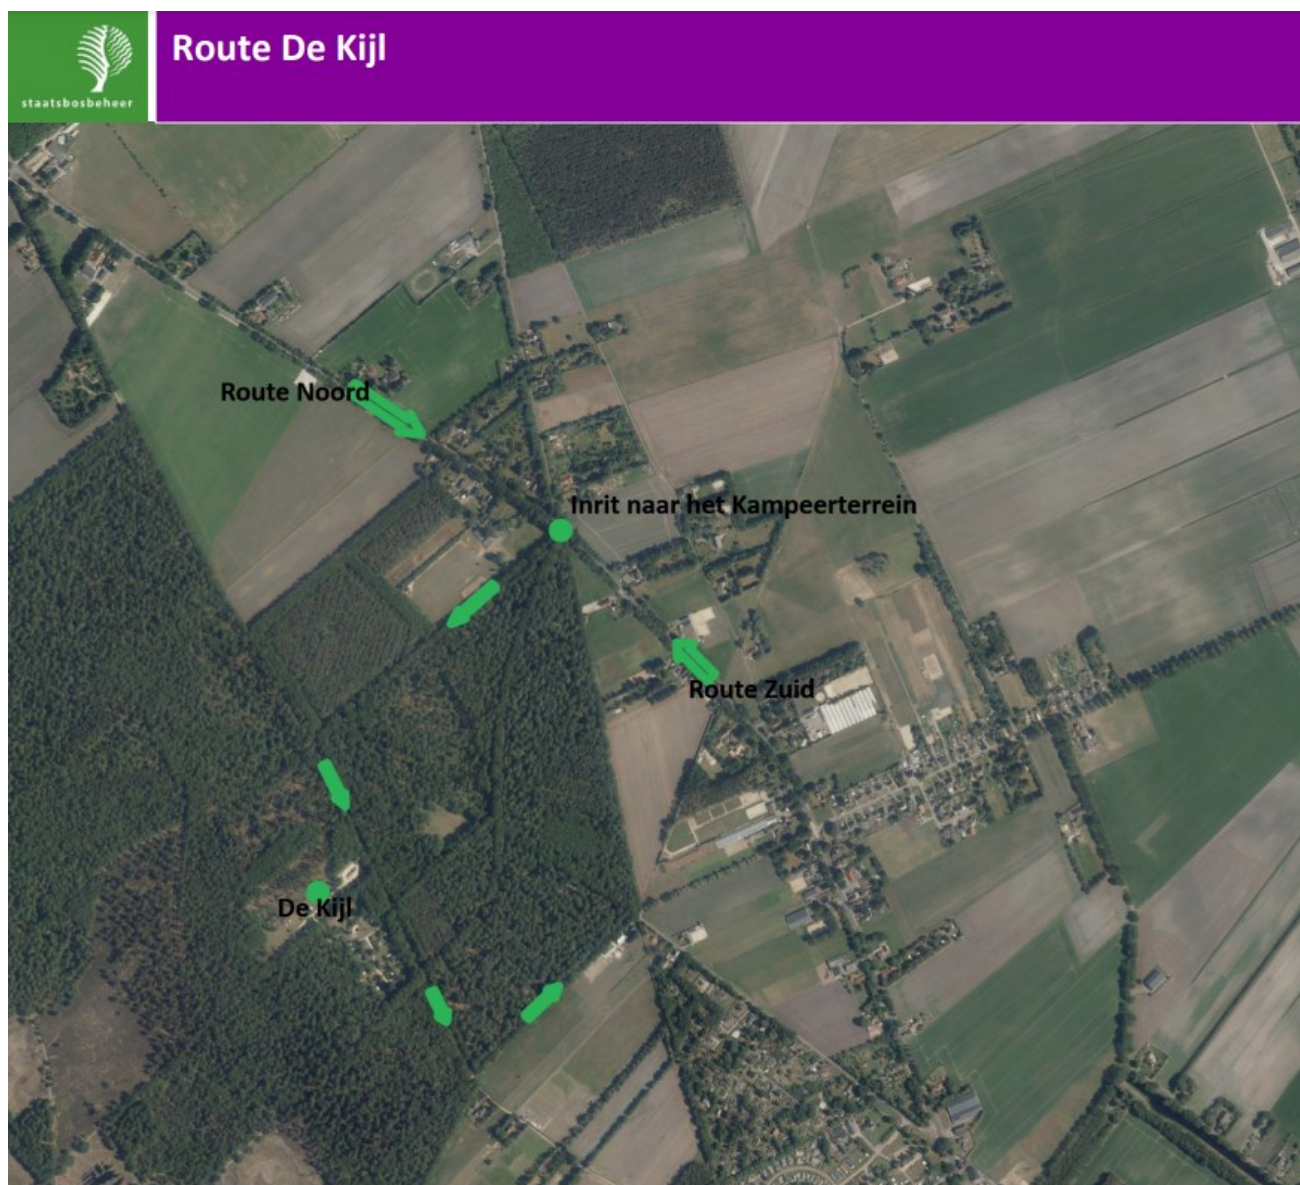 Route De Kijl
staatsbosbeheer
Route Noord
Inrit naar het Kampeerterrein
Route Zuid
De Kijl